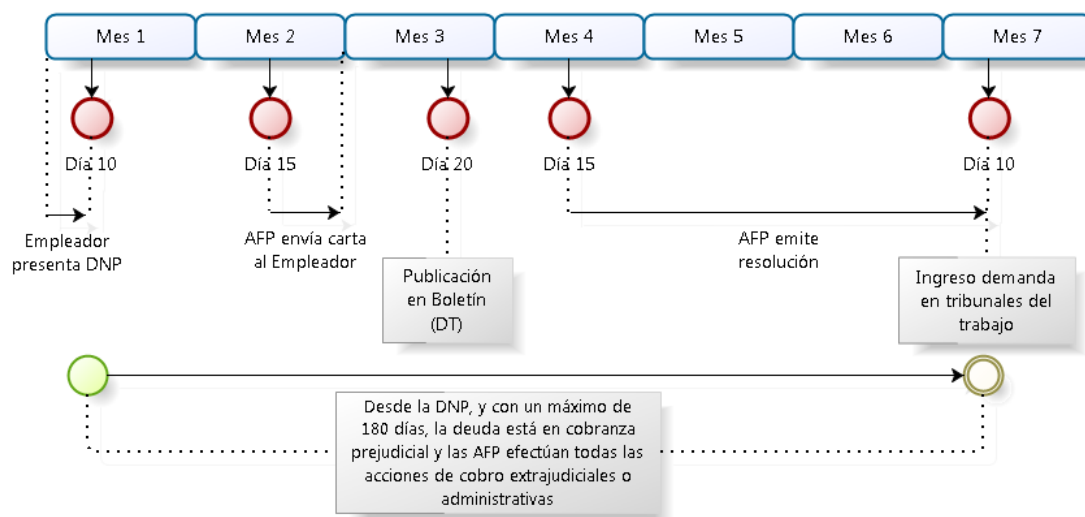 Mes 1
Mes 2
Mes 3
Mes 4
Mes 5
Mes 6
Mes 7
Día 10
Día 15
Día 20
Día 15
Día 10
Empleador
presenta DNP
AFP envía carta
al Empleador
Publicación
en Boletín
(DT)
AFP emite
resolución
Ingreso demanda
en tribunales del
trabajo
Desde la DNP, y con un máximo de
180 días, la deuda está en cobranza
prejudicial y las AFP efectúan todas las
acciones de cobro extrajudiciales o
administrativas